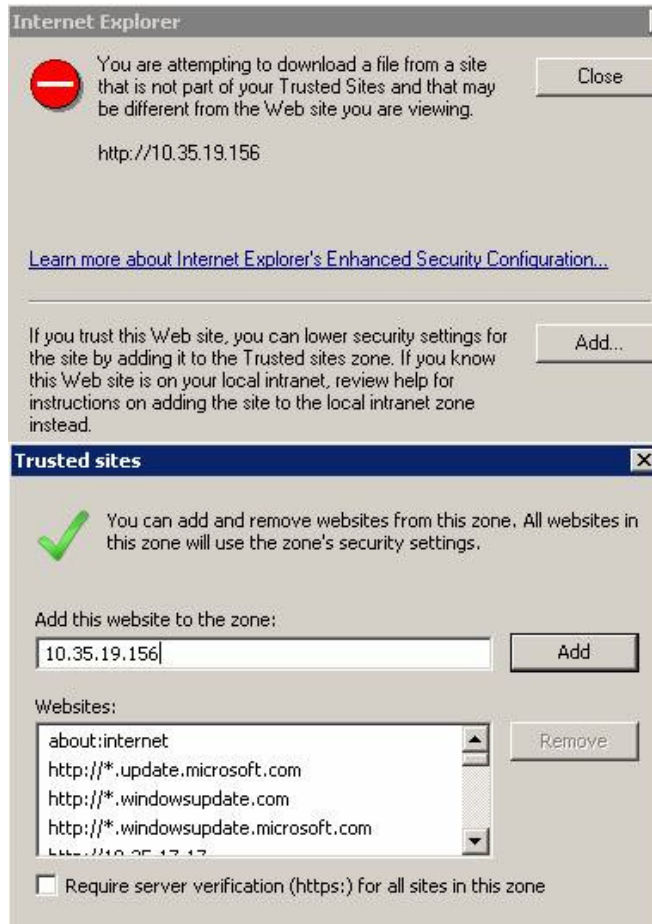 Internet Explorer
You are attempting to download a file from a site
that is not part of your Trusted Sites and that may
be different from the Web site you are viewing.
Close
http://10.35.19.156
Learn more about Internet Explorer's Enhanced Security Configuration...
If you trust this Web site, you can lower security settings for
the site by adding it to the Trusted sites zone. If you know
this Web site is on your local intranet, review help for
instructions on adding the site to the local intranet zone
instead.
Add...
Trusted sites
You can add and remove websites from this zone. All websites in
this zone will use the zone's security settings.
Add this website to the zone:
10.35.19.156
Add
Websites:
about:internet
http://*.update.microsoft.com
http://*.windowsupdate.com
http://*.windowsupdate.microsoft.com
Remove
Require server verification (https:) for all sites in this zone